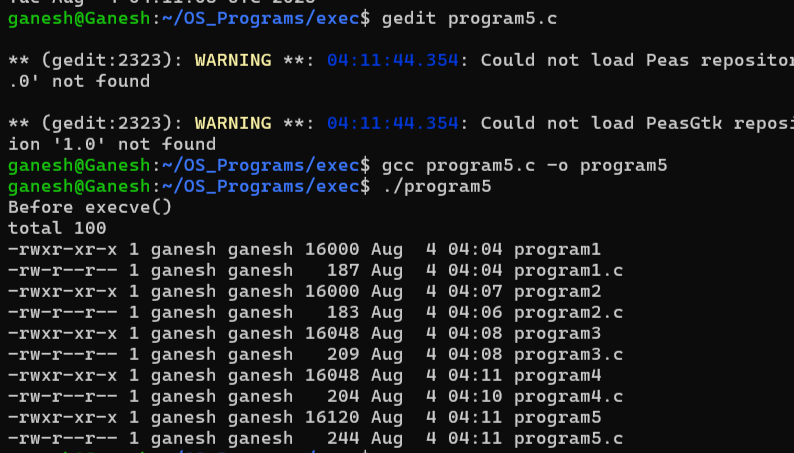 ganesh@Ganesh:~/OS_Programs/exec$ gedit program5.c
** (gedit:2323): WARNING **: 04:11:44.354: Could not load Peas repositor
.0' not found
** (gedit:2323): WARNING **: 04:11:44.354: Could not load PeasGtk reposi
ion '1.0' not found
ganesh@Ganesh:~/OS_Programs/exec$ gcc program5.c -o program5
ganesh@Ganesh:~/OS_Programs/exec$ ./program5
Before execve()
total 100
-rwxr-xr-x 1 ganesh ganesh 16000 Aug  4 04:04 program1
-rw-r--r-- 1 ganesh ganesh   187 Aug  4 04:04 program1.c
-rwxr-xr-x 1 ganesh ganesh 16000 Aug  4 04:07 program2
-rw-r--r-- 1 ganesh ganesh   183 Aug  4 04:06 program2.c
-rwxr-xr-x 1 ganesh ganesh 16048 Aug  4 04:08 program3
-rw-r--r-- 1 ganesh ganesh   209 Aug  4 04:08 program3.c
-rwxr-xr-x 1 ganesh ganesh 16048 Aug  4 04:11 program4
-rw-r--r-- 1 ganesh ganesh   204 Aug  4 04:10 program4.c
-rwxr-xr-x 1 ganesh ganesh 16120 Aug  4 04:11 program5
-rw-r--r-- 1 ganesh ganesh   244 Aug  4 04:11 program5.c